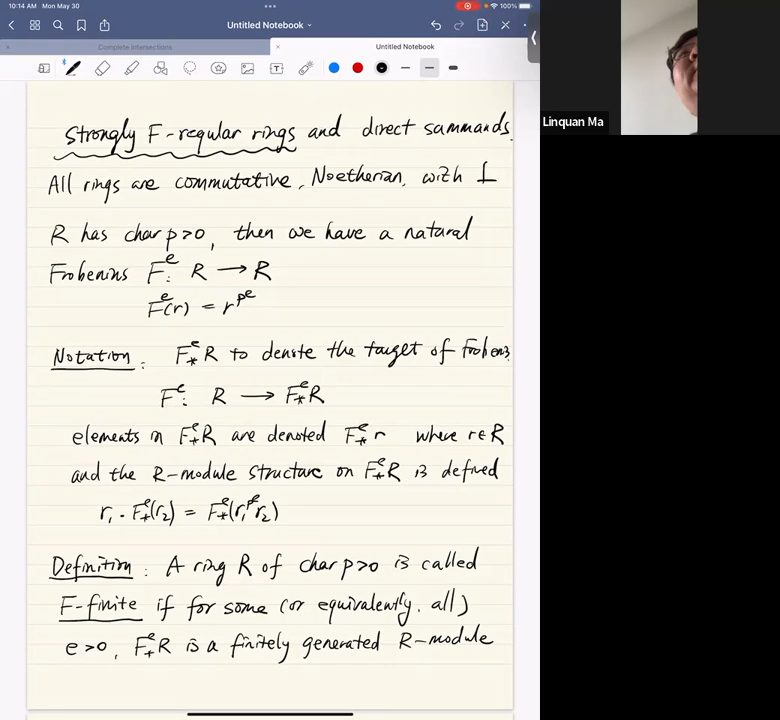 10:14 AM Mon May 30
100%
Untitled Notebook
Complete intersections
Untitled Notebook
Linquan Ma
Strongly F-regular rings and direct summands.
All rings are commutative, Noetherian, with 1
R has char p>0, then we have a natural
Frobenius F^e: R → R
F^e(r) = r^{p^e}
Notation: F^e_*R to denote the target of Frobenius
F^e: R → F^e_*R
elements in F^e_*R are denoted F^e_*r where r∈R
and the R-module structure on F^e_*R is defined
r_1 · F^e_*(r_2) = F^e_*(r_1^{p^e} r_2)
Definition: A ring R of char p>0 is called
F-finite if for some (or equivalently, all)
e>0, F^e_*R is a finitely generated R-module